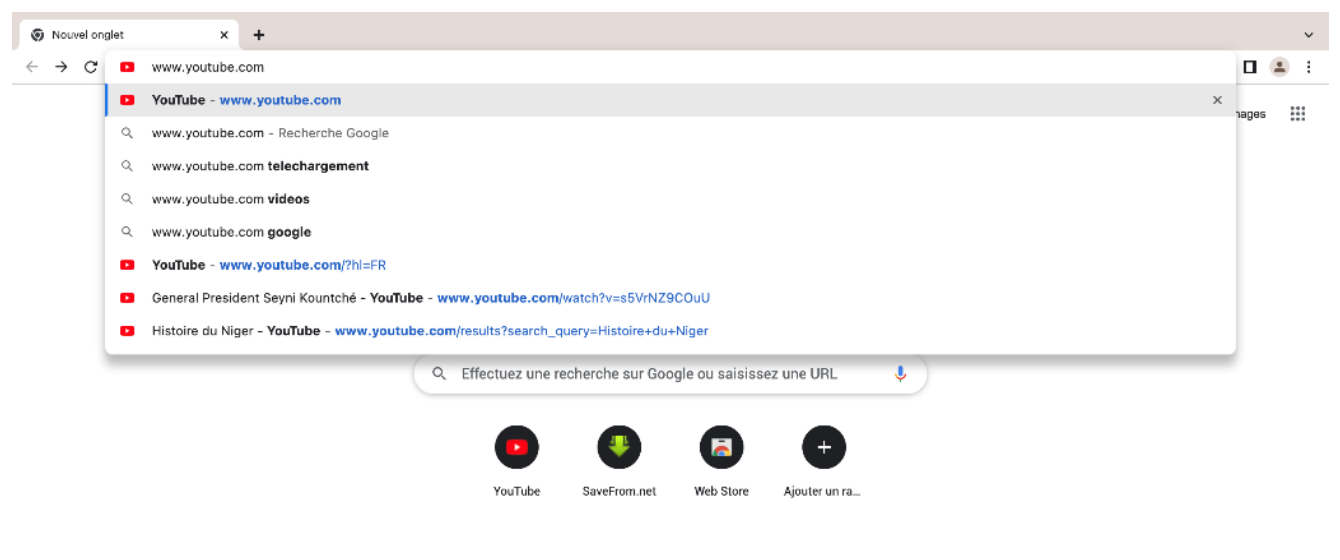 Nouvel onglet
www.youtube.com
YouTube - www.youtube.com
www.youtube.com - Recherche Google
www.youtube.com telechargement
www.youtube.com videos
www.youtube.com google
YouTube - www.youtube.com/?hl=FR
General President Seyni Kountché - YouTube - www.youtube.com/watch?v=s5VrNZ9COuU
Histoire du Niger - YouTube - www.youtube.com/results?search_query=Histoire+du+Niger
Effectuez une recherche sur Google ou saisissez une URL
YouTube SaveFrom.net Web Store Ajouter un ra...